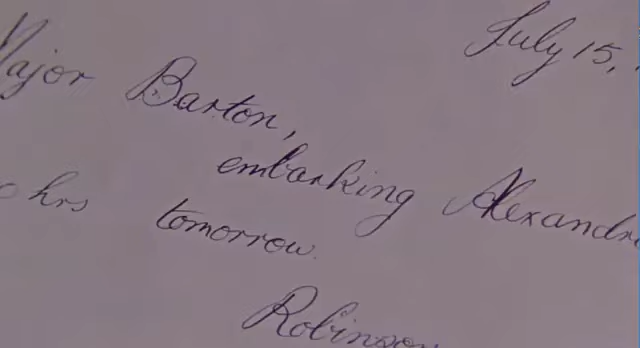 July 15,
Major Barton,
embarking Alexandr
hrs tomorrow.
Robinson